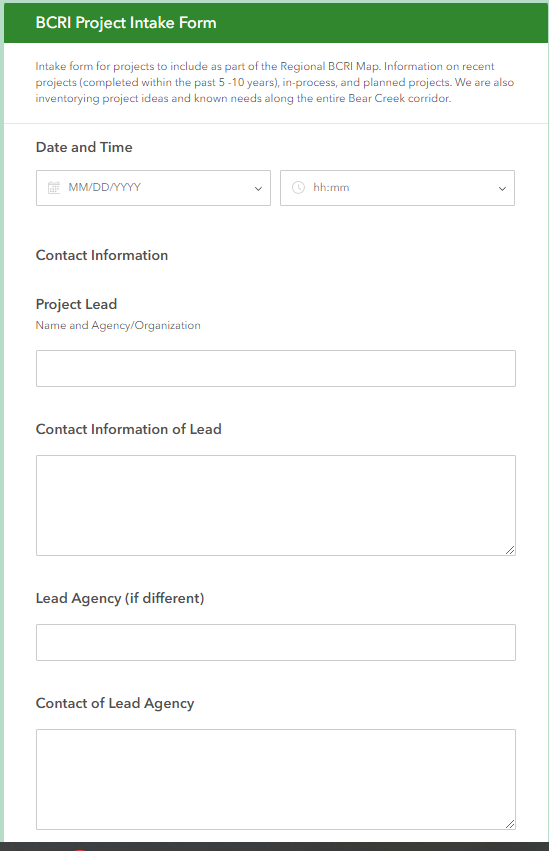 BCRI Project Intake Form
Intake form for projects to include as part of the Regional BCRI Map. Information on recent
projects (completed within the past 5 -10 years), in-process, and planned projects. We are also
inventorying project ideas and known needs along the entire Bear Creek corridor.
Date and Time
MM/DD/YYYY hh:mm
Contact Information
Project Lead
Name and Agency/Organization
Contact Information of Lead
Lead Agency (if different)
Contact of Lead Agency